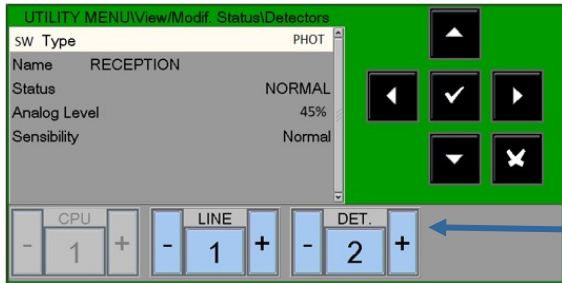 UTILITY MENU\View/Modif. Status\Detectors
SW Type PHOT
Name RECEPTION
Status NORMAL
Analog Level 45%
Sensibility Normal
CPU LINE DET.
- 1 + - 1 + - 2 +